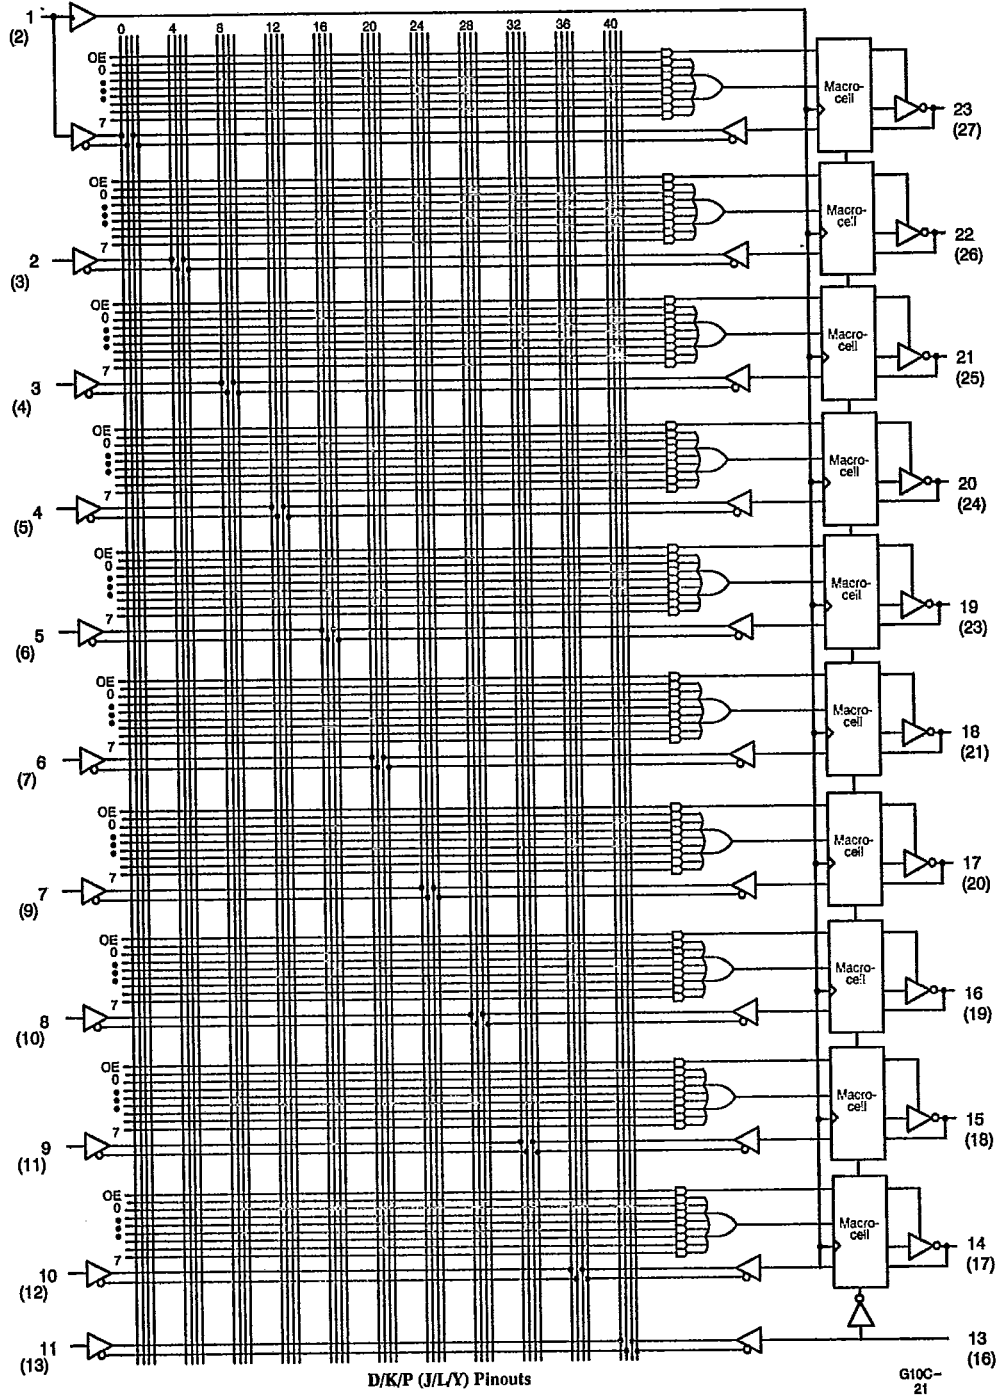 1
(2)
0 4 8 12 16 20 24 28 32 36 40
OE
0
7
Macro-
cell
23
(27)
OE
0
7
2
(3)
Macro-
cell
22
(26)
OE
0
7
3
(4)
Macro-
cell
21
(25)
OE
0
7
4
(5)
Macro-
cell
20
(24)
OE
0
7
5
(6)
Macro-
cell
19
(23)
OE
0
7
6
(7)
Macro-
cell
18
(21)
OE
0
7
7
(9)
Macro-
cell
17
(20)
OE
0
7
8
(10)
Macro-
cell
16
(19)
OE
0
7
9
(11)
Macro-
cell
15
(18)
OE
0
7
10
(12)
Macro-
cell
14
(17)
11
(13)
13
(16)
D/K/P (J/L/Y) Pinouts
G10C–
21